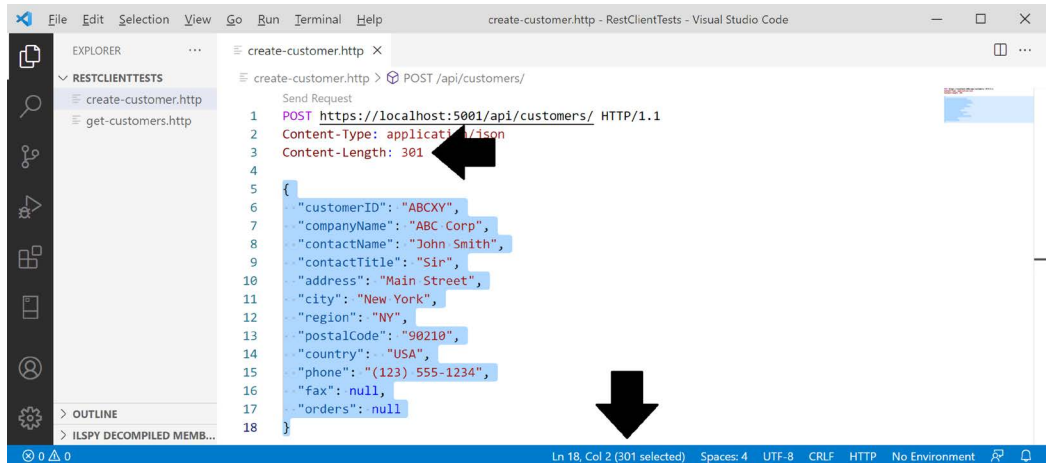 File Edit Selection View Go Run Terminal Help create-customer.http - RestClientTests - Visual Studio Code
EXPLORER
create-customer.http
RESTCLIENTTESTS
create-customer.http
get-customers.http
OUTLINE
ILSPY DECOMPILED MEMB...
create-customer.http > POST /api/customers/
Send Request
1 POST https://localhost:5001/api/customers/ HTTP/1.1
2 Content-Type: application/json
3 Content-Length: 301
4
5 {
6 "customerID": "ABCXY",
7 "companyName": "ABC Corp",
8 "contactName": "John Smith",
9 "contactTitle": "Sir",
10 "address": "Main Street",
11 "city": "New York",
12 "region": "NY",
13 "postalCode": "90210",
14 "country": "USA",
15 "phone": "(123) 555-1234",
16 "fax": null,
17 "orders": null
18 }
0 0 Ln 18, Col 2 (301 selected) Spaces: 4 UTF-8 CRLF HTTP No Environment